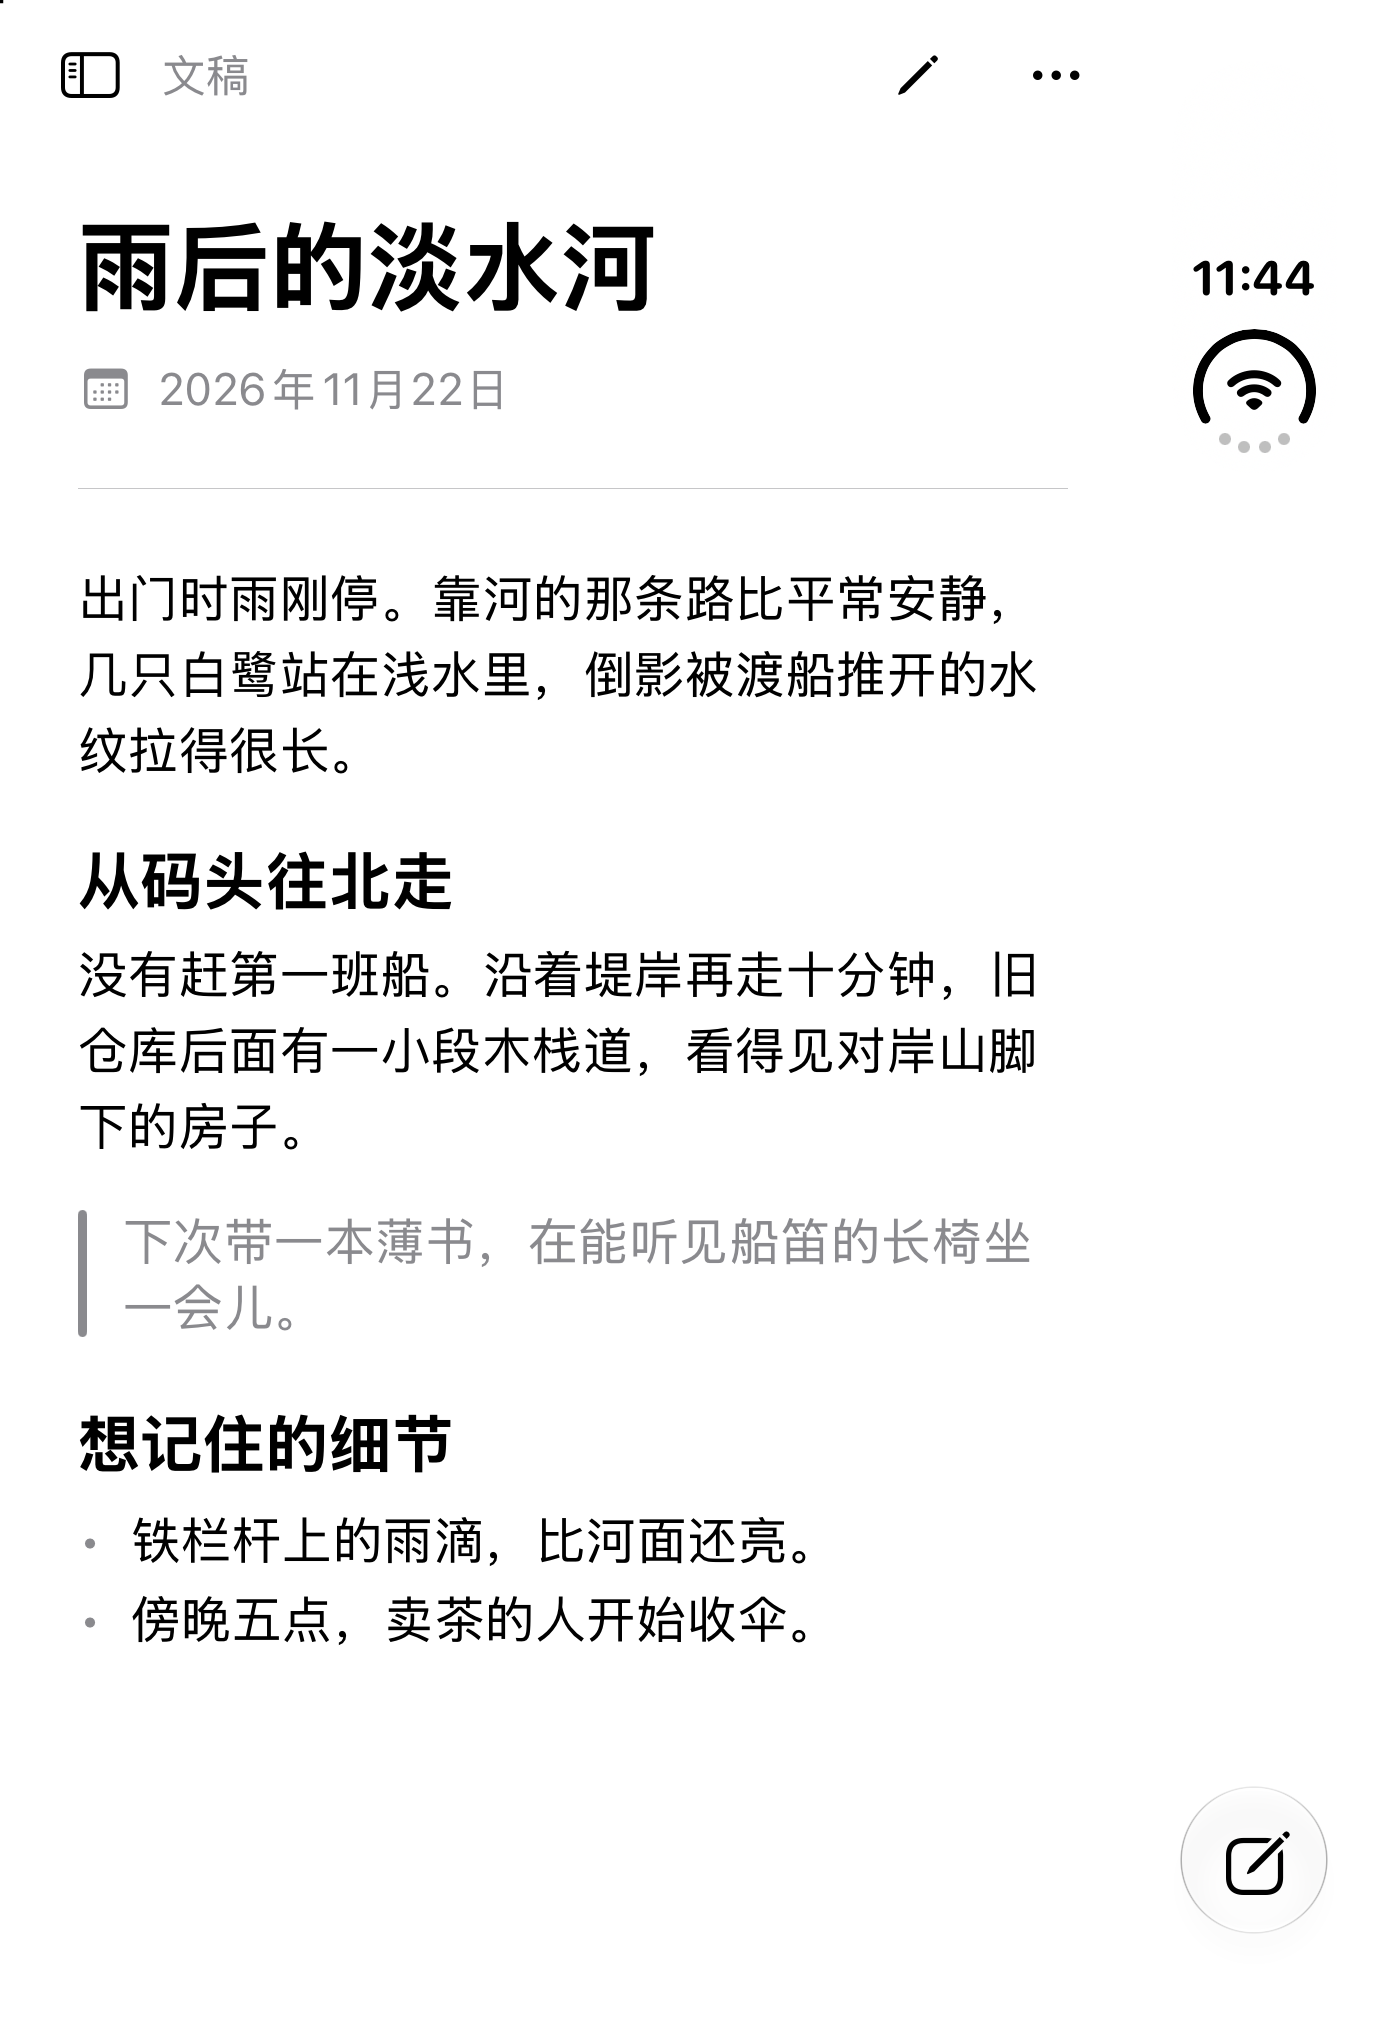 文稿
雨后的淡水河
11:44
2026年11月22日
出门时雨刚停。靠河的那条路比平常安静，
几只白鹭站在浅水里，倒影被渡船推开的水
纹拉得很长。
从码头往北走
没有赶第一班船。沿着堤岸再走十分钟，旧
仓库后面有一小段木栈道，看得见对岸山脚
下的房子。
下次带一本薄书，在能听见船笛的长椅坐
一会儿。
想记住的细节
• 铁栏杆上的雨滴，比河面还亮。
• 傍晚五点，卖茶的人开始收伞。